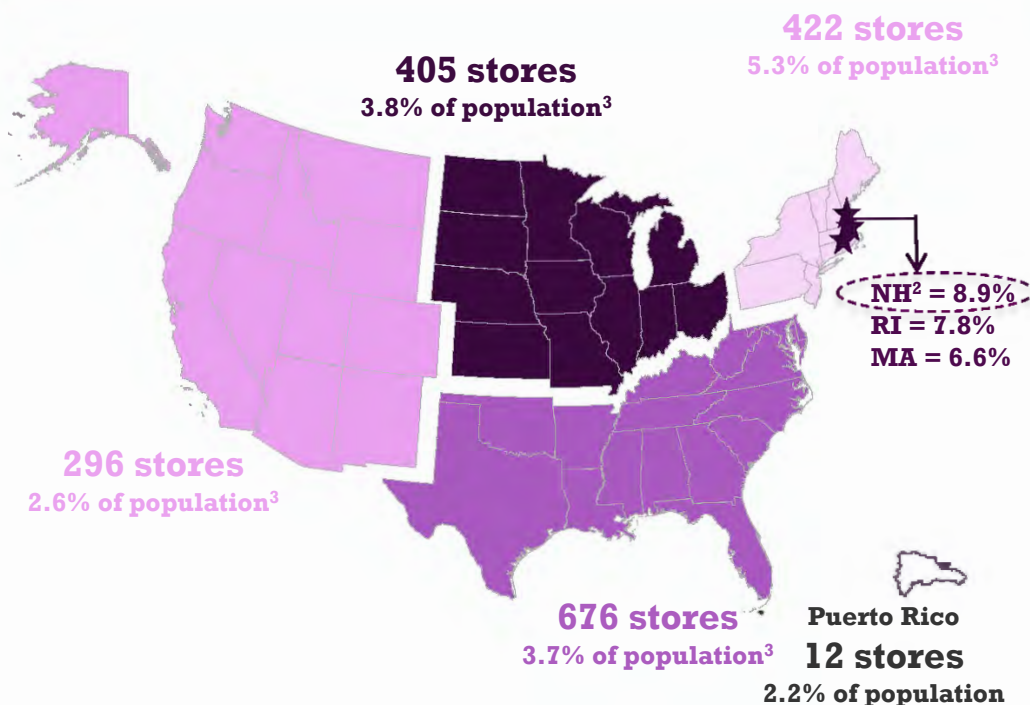 422 stores
5.3% of population³
405 stores
3.8% of population³
NH² = 8.9%
RI = 7.8%
MA = 6.6%
296 stores
2.6% of population³
676 stores
3.7% of population³
Puerto Rico
12 stores
2.2% of population